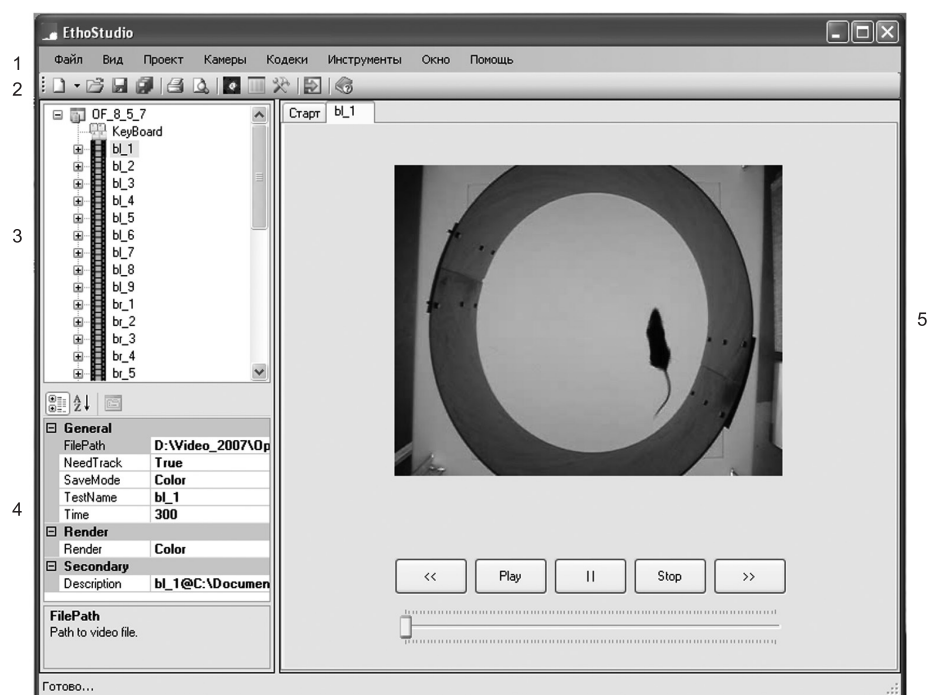 EthoStudio
1
Файл Вид Проект Камеры Кодеки Инструменты Окно Помощь
2
3
OF_8_5_7
KeyBoard
bl_1
bl_2
bl_3
bl_4
bl_5
bl_6
bl_7
bl_8
bl_9
br_1
br_2
br_3
br_4
br_5
4
General
FilePath D:\Video_2007\Op
NeedTrack True
SaveMode Color
TestName bl_1
Time 300
Render
Render Color
Secondary
Description bl_1@C:\Documen
FilePath
Path to video file.
Старт bl_1
5
<< Play II Stop >>
Готово...